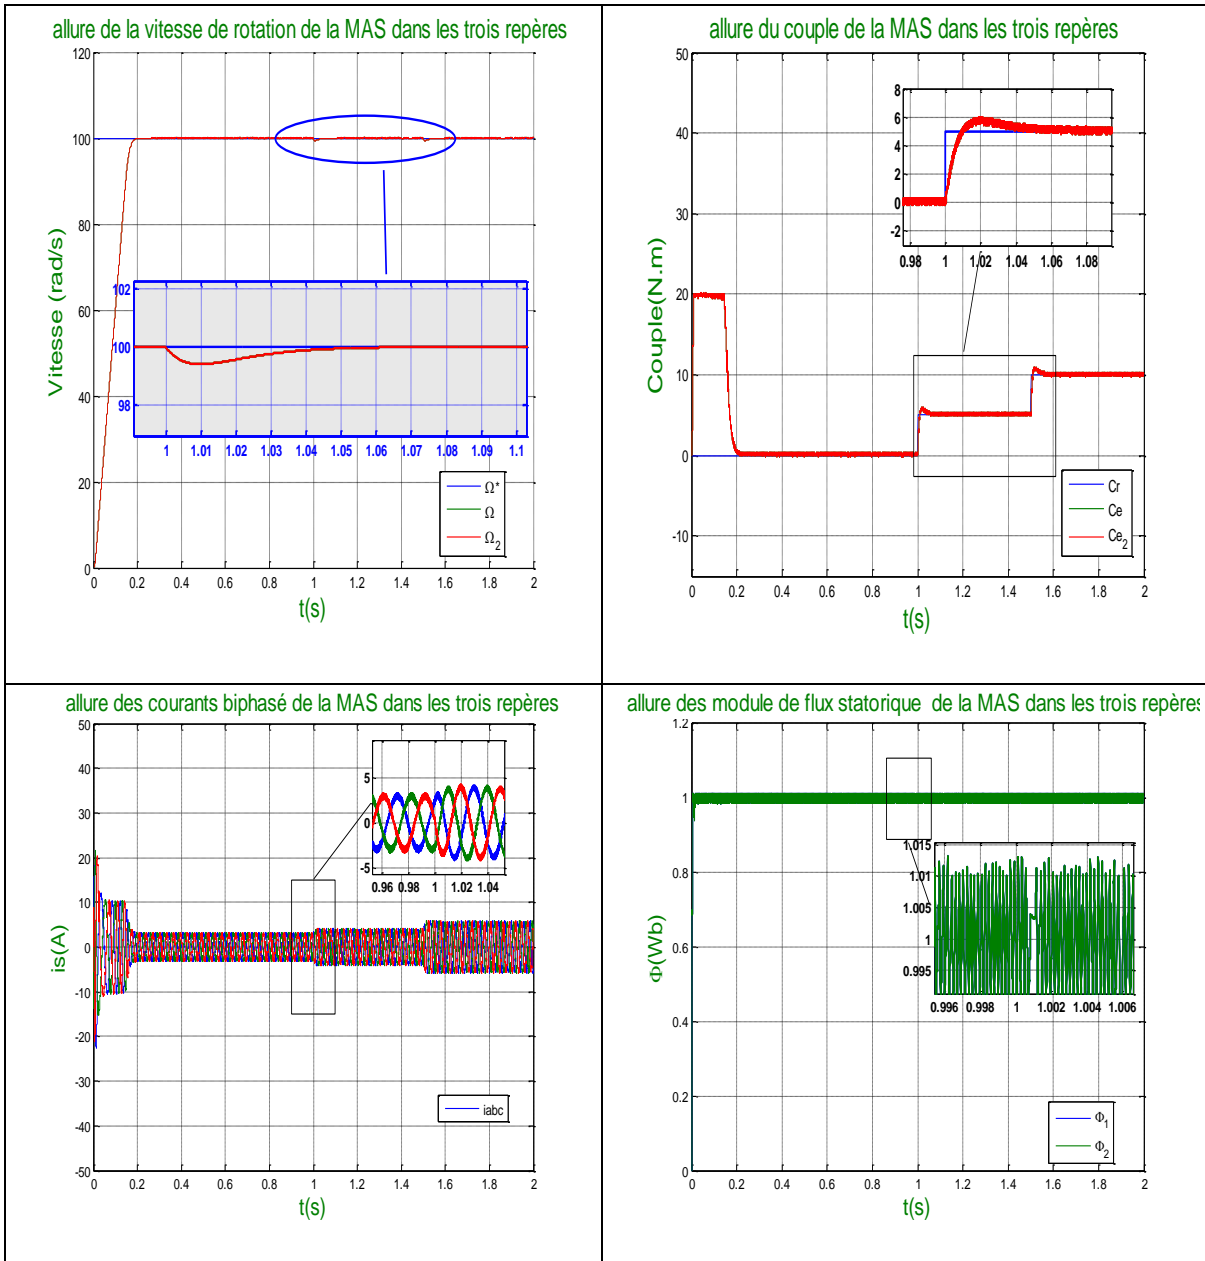 allure de la vitesse de rotation de la MAS dans les trois repères
120
100
80
60
40
20
0
Vitesse (rad/s)
102
100
98
1 1.01 1.02 1.03 1.04 1.05 1.06 1.07 1.08 1.09 1.1
Ω*
Ω
Ω2
0 0.2 0.4 0.6 0.8 1 1.2 1.4 1.6 1.8 2
t(s)
allure du couple de la MAS dans les trois repères
50
40
30
20
10
0
-10
Couple(N.m)
8
6
4
2
0
-2
0.98 1 1.02 1.04 1.06 1.08
Cr
Ce
Ce2
0 0.2 0.4 0.6 0.8 1 1.2 1.4 1.6 1.8 2
t(s)
allure des courants biphasé de la MAS dans les trois repères
50
40
30
20
10
0
-10
-20
-30
-40
-50
is(A)
5
0
-5
0.96 0.98 1 1.02 1.04
iabc
0 0.2 0.4 0.6 0.8 1 1.2 1.4 1.6 1.8 2
t(s)
allure des module de flux statorique de la MAS dans les trois repères
1.2
1
0.8
0.6
0.4
0.2
0
Φ(Wb)
1.015
1.01
1.005
1
0.995
0.996 0.998 1 1.002 1.004 1.006
Φ1
Φ2
0 0.2 0.4 0.6 0.8 1 1.2 1.4 1.6 1.8 2
t(s)